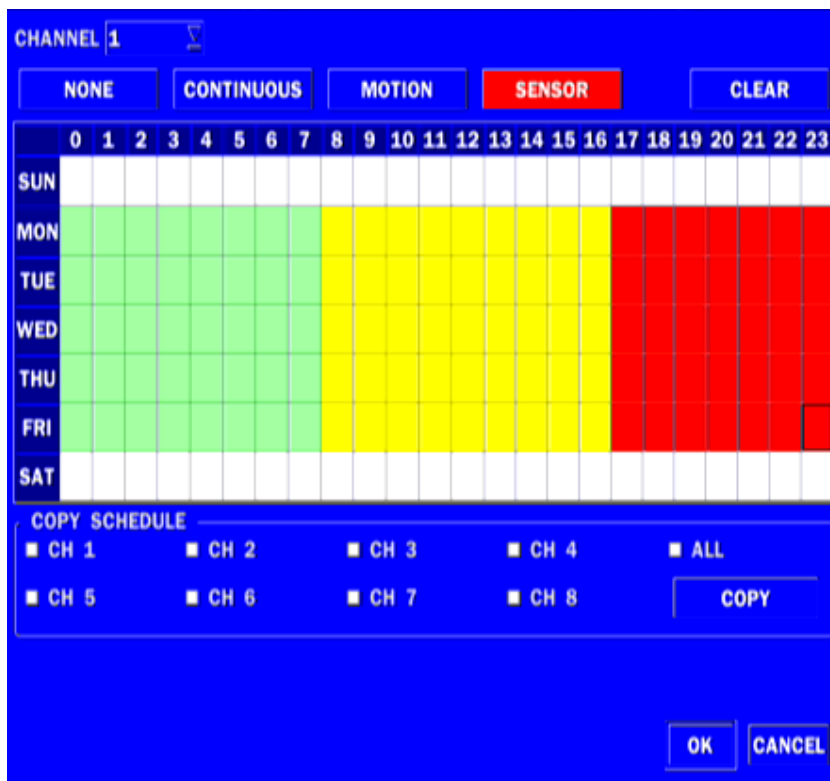 CHANNEL 1
NONE CONTINUOUS MOTION SENSOR CLEAR
0 1 2 3 4 5 6 7 8 9 10 11 12 13 14 15 16 17 18 19 20 21 22 23
SUN
MON
TUE
WED
THU
FRI
SAT
COPY SCHEDULE
CH 1 CH 2 CH 3 CH 4 ALL
CH 5 CH 6 CH 7 CH 8 COPY
OK CANCEL